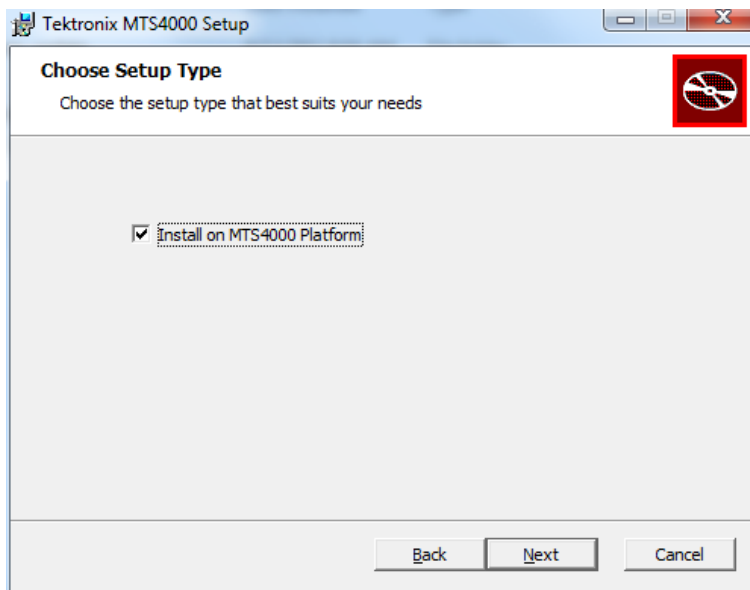 Tektronix MTS4000 Setup
Choose Setup Type
Choose the setup type that best suits your needs
Install on MTS4000 Platform
Back Next Cancel